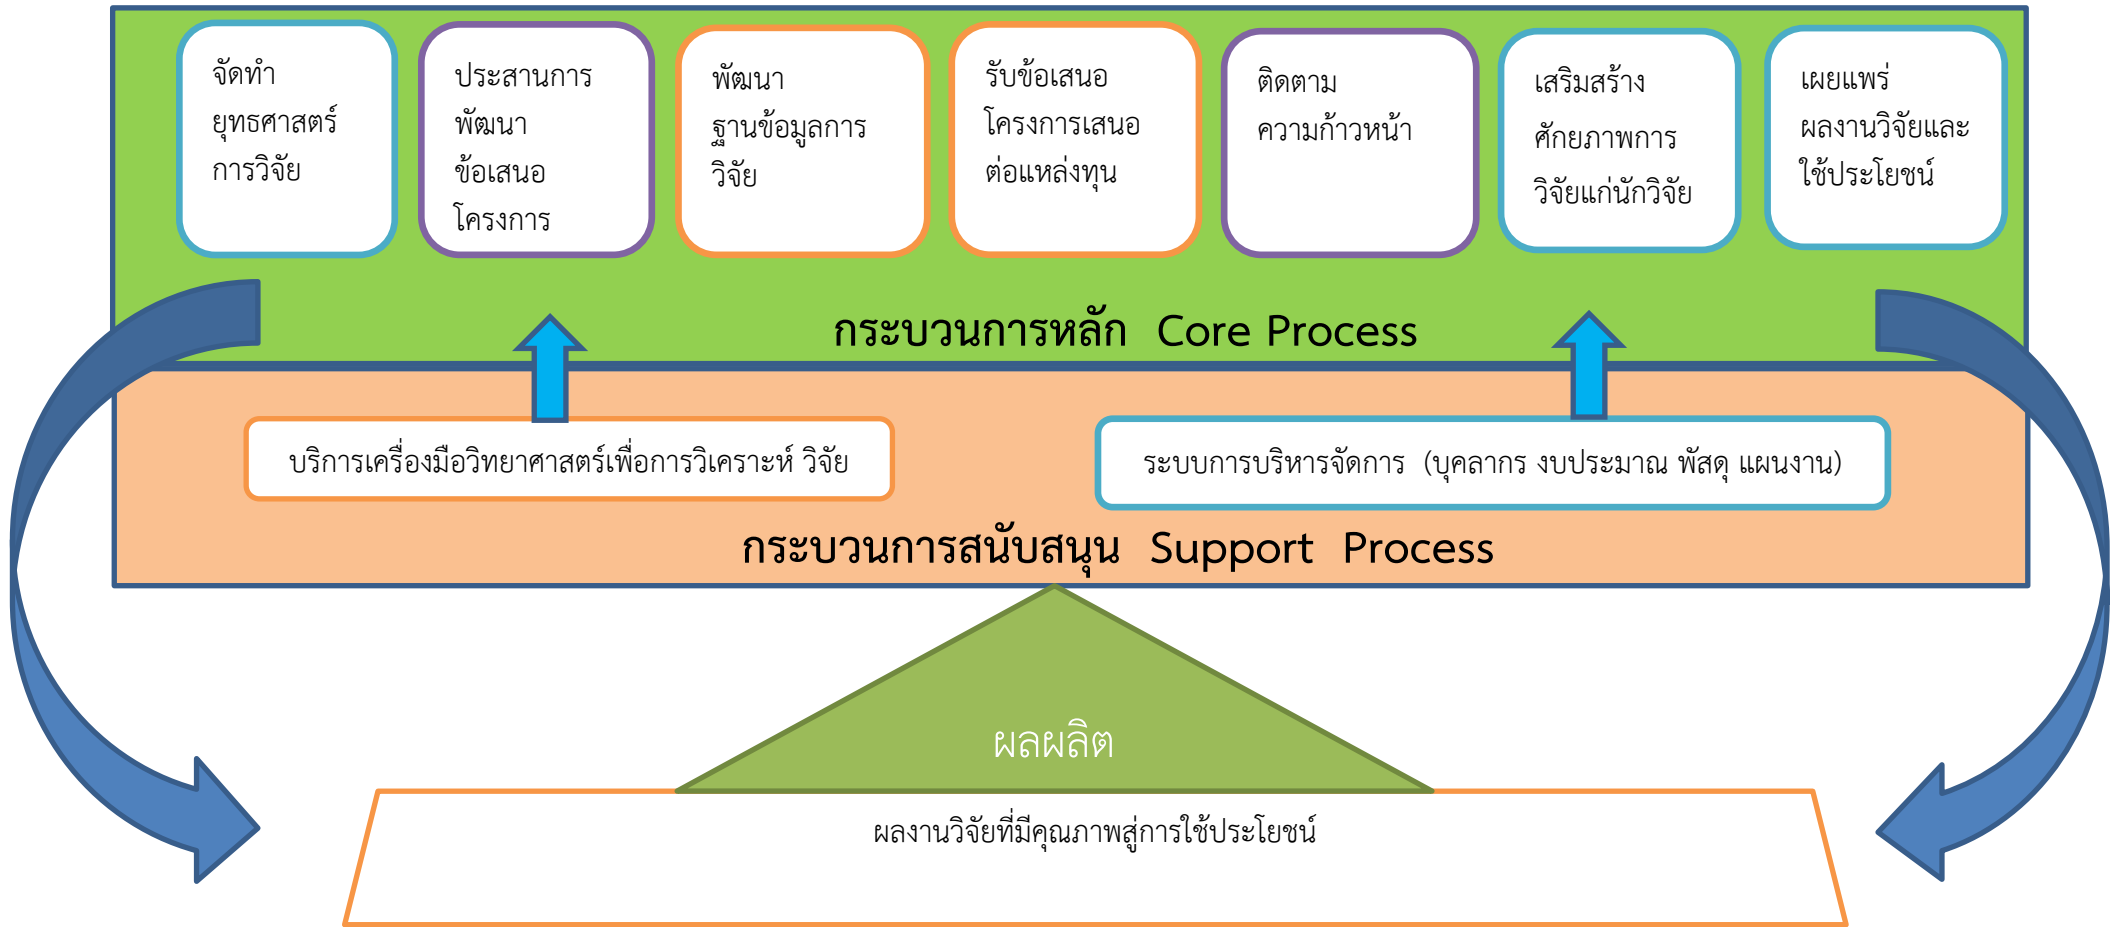 จัดทำ
ยุทธศาสตร์
การวิจัย
ประสานการ
พัฒนา
ข้อเสนอ
โครงการ
พัฒนา
ฐานข้อมูลการ
วิจัย
รับข้อเสนอ
โครงการเสนอ
ต่อแหล่งทุน
ติดตาม
ความก้าวหน้า
เสริมสร้าง
ศักยภาพการ
วิจัยแก่นักวิจัย
เผยแพร่
ผลงานวิจัยและ
ใช้ประโยชน์
กระบวนการหลัก Core Process
บริการเครื่องมือวิทยาศาสตร์เพื่อการวิเคราะห์ วิจัย
ระบบการบริหารจัดการ (บุคลากร งบประมาณ พัสดุ แผนงาน)
กระบวนการสนับสนุน Support Process
ผลผลิต
ผลงานวิจัยที่มีคุณภาพสู่การใช้ประโยชน์